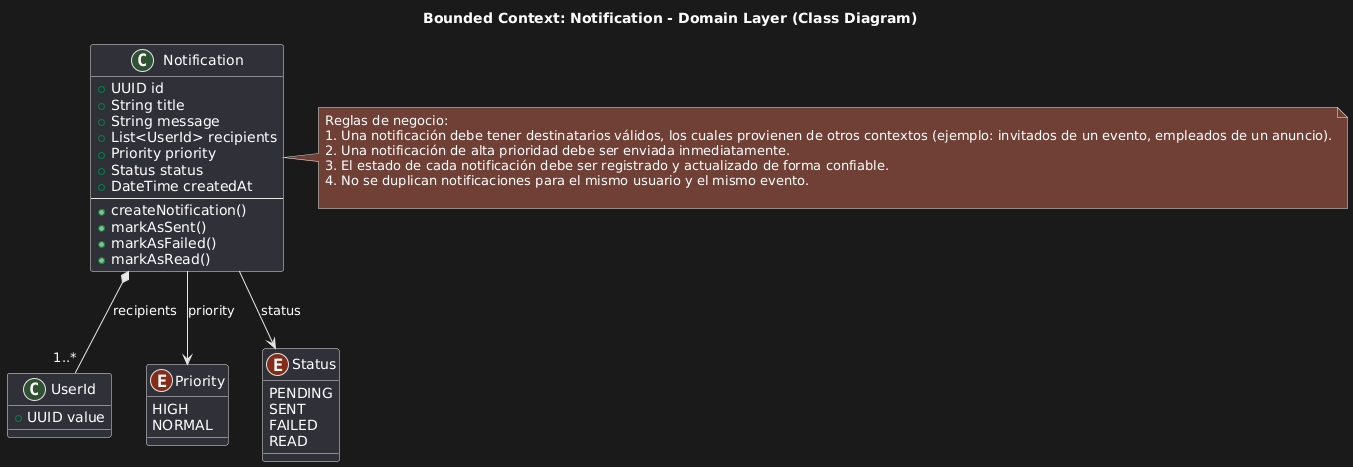 Bounded Context: Notification - Domain Layer (Class Diagram)
C Notification
UUID id
String title
String message
List<UserId> recipients
Priority priority
Status status
DateTime createdAt
createNotification()
markAsSent()
markAsFailed()
markAsRead()
Reglas de negocio:
1. Una notificación debe tener destinatarios válidos, los cuales provienen de otros contextos (ejemplo: invitados de un evento, empleados de un anuncio).
2. Una notificación de alta prioridad debe ser enviada inmediatamente.
3. El estado de cada notificación debe ser registrado y actualizado de forma confiable.
4. No se duplican notificaciones para el mismo usuario y el mismo evento.
recipients
priority
status
1..*
C UserId
UUID value
E Priority
HIGH
NORMAL
E Status
PENDING
SENT
FAILED
READ